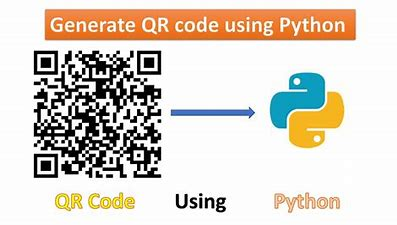 Generate QR code using Python
QR Code Using Python